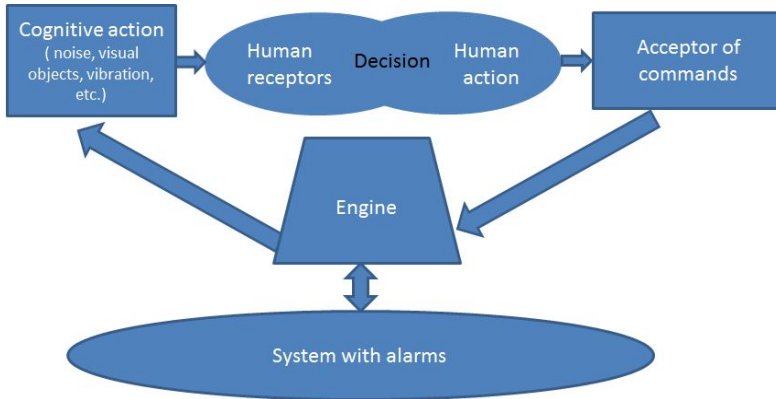 Cognitive action
( noise, visual
objects, vibration,
etc.)
Human
receptors
Decision
Human
action
Acceptor of
commands
Engine
System with alarms